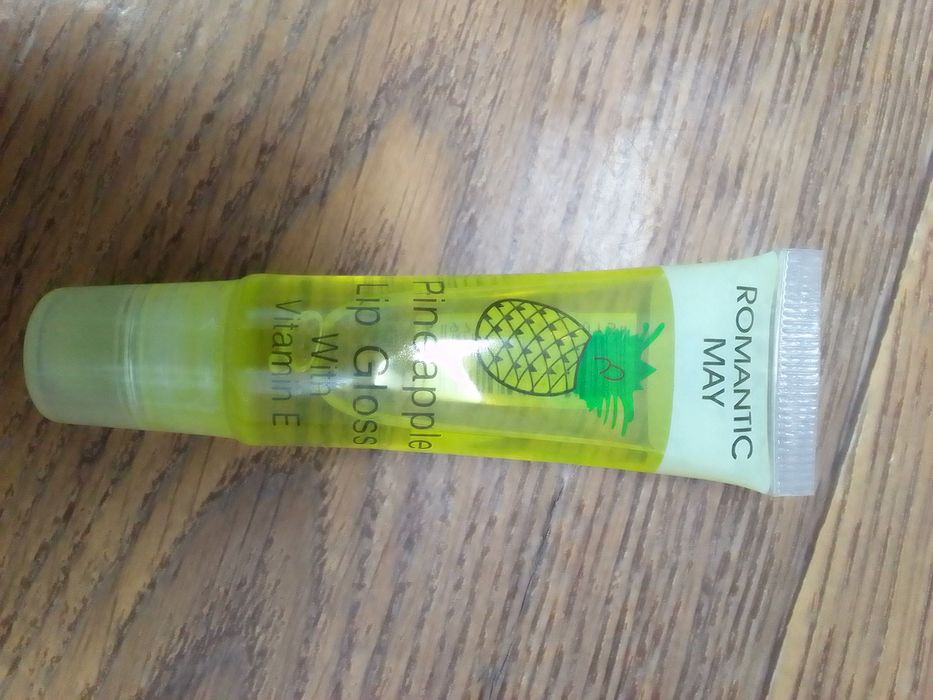 ROMANTIC
MAY
Pineapple
Lip Gloss
With
Vitamin E